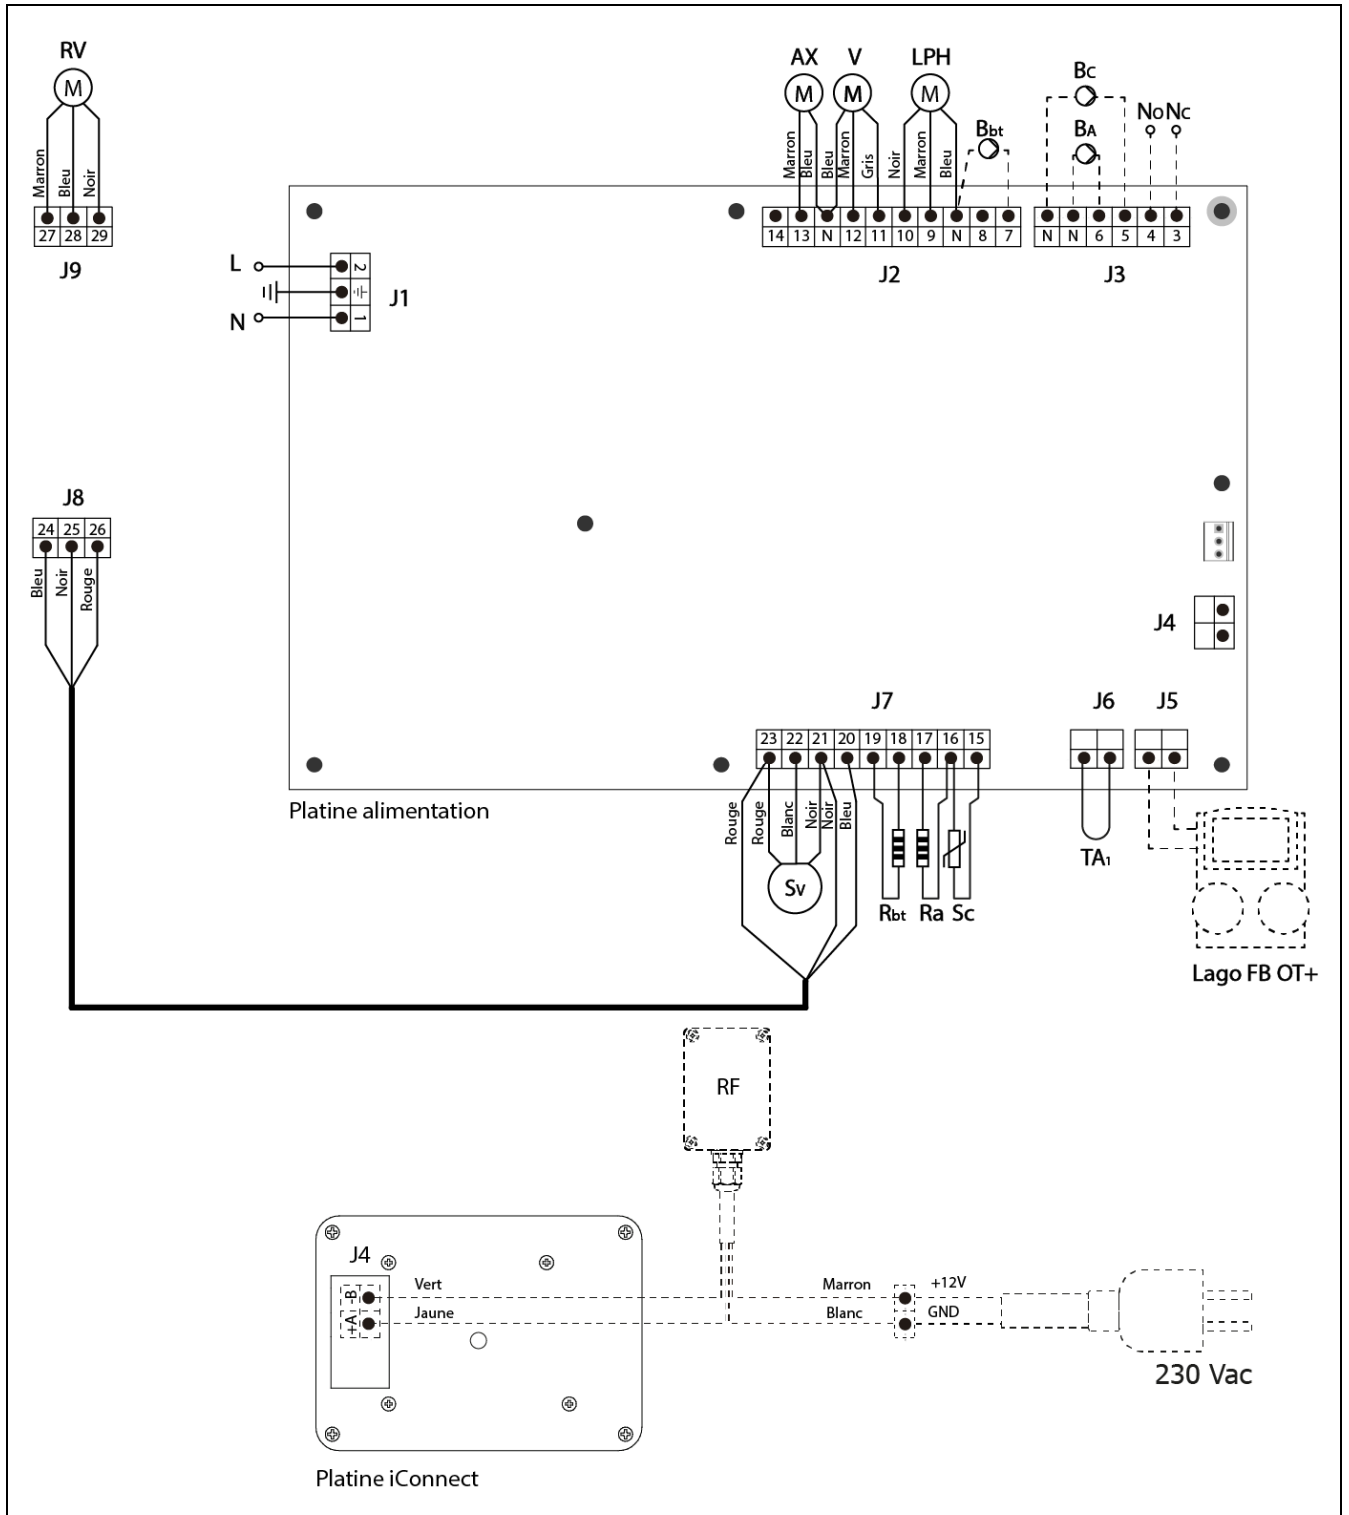 RV
M
Marron
Bleu
Noir
27 28 29
J9
AX V LPH
M M M
Bbt
Bc
BA
No Nc
Marron
Bleu
Bleu
Marron
Gris
Noir
Marron
Bleu
14 13 N 12 11 10 9 N 8 7
J2
N N 6 5 4 3
J3
L
N
2
1
J1
J8
24 25 26
Bleu
Noir
Rouge
J4
J7
J6 J5
23 22 21 20 19 18 17 16 15
Platine alimentation
Rouge
Rouge
Blanc
Noir
Noir
Bleu
Sv
Rbt Ra Sc
TA1
Lago FB OT+
RF
J4
-B
+A
Vert
Jaune
Marron
Blanc
+12V
GND
230 Vac
Platine iConnect